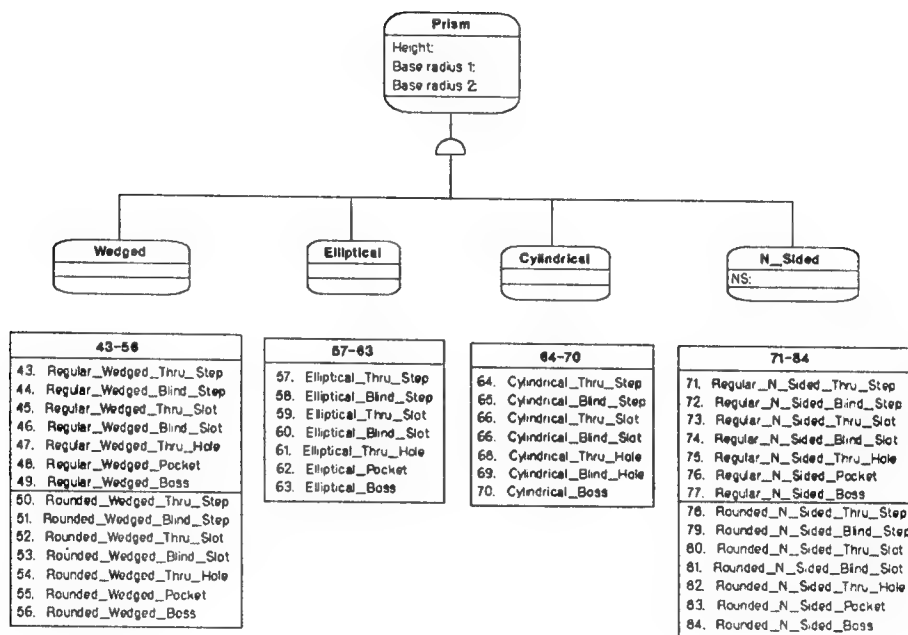 Prism
Height:
Base radius 1:
Base radius 2:
Wedged
Elliptical
Cylindrical
N_Sided
NS:
43-56
43. Regular_Wedged_Thru_Step
44. Regular_Wedged_Blind_Step
45. Regular_Wedged_Thru_Slot
46. Regular_Wedged_Blind_Slot
47. Regular_Wedged_Thru_Hole
48. Regular_Wedged_Pocket
49. Regular_Wedged_Boss
50. Rounded_Wedged_Thru_Step
51. Rounded_Wedged_Blind_Step
52. Rounded_Wedged_Thru_Slot
53. Rounded_Wedged_Blind_Slot
54. Rounded_Wedged_Thru_Hole
55. Rounded_Wedged_Pocket
56. Rounded_Wedged_Boss
57-63
57. Elliptical_Thru_Step
58. Elliptical_Blind_Step
59. Elliptical_Thru_Slot
60. Elliptical_Blind_Slot
61. Elliptical_Thru_Hole
62. Elliptical_Pocket
63. Elliptical_Boss
64-70
64. Cylindrical_Thru_Step
65. Cylindrical_Blind_Step
66. Cylindrical_Thru_Slot
66. Cylindrical_Blind_Slot
68. Cylindrical_Thru_Hole
69. Cylindrical_Blind_Hole
70. Cylindrical_Boss
71-84
71. Regular_N_Sided_Thru_Step
72. Regular_N_Sided_Blind_Step
73. Regular_N_Sided_Thru_Slot
74. Regular_N_Sided_Blind_Slot
75. Regular_N_Sided_Thru_Hole
76. Regular_N_Sided_Pocket
77. Regular_N_Sided_Boss
78. Rounded_N_Sided_Thru_Step
79. Rounded_N_Sided_Blind_Step
80. Rounded_N_Sided_Thru_Slot
81. Rounded_N_Sided_Blind_Slot
82. Rounded_N_Sided_Thru_Hole
83. Rounded_N_Sided_Pocket
84. Rounded_N_Sided_Boss